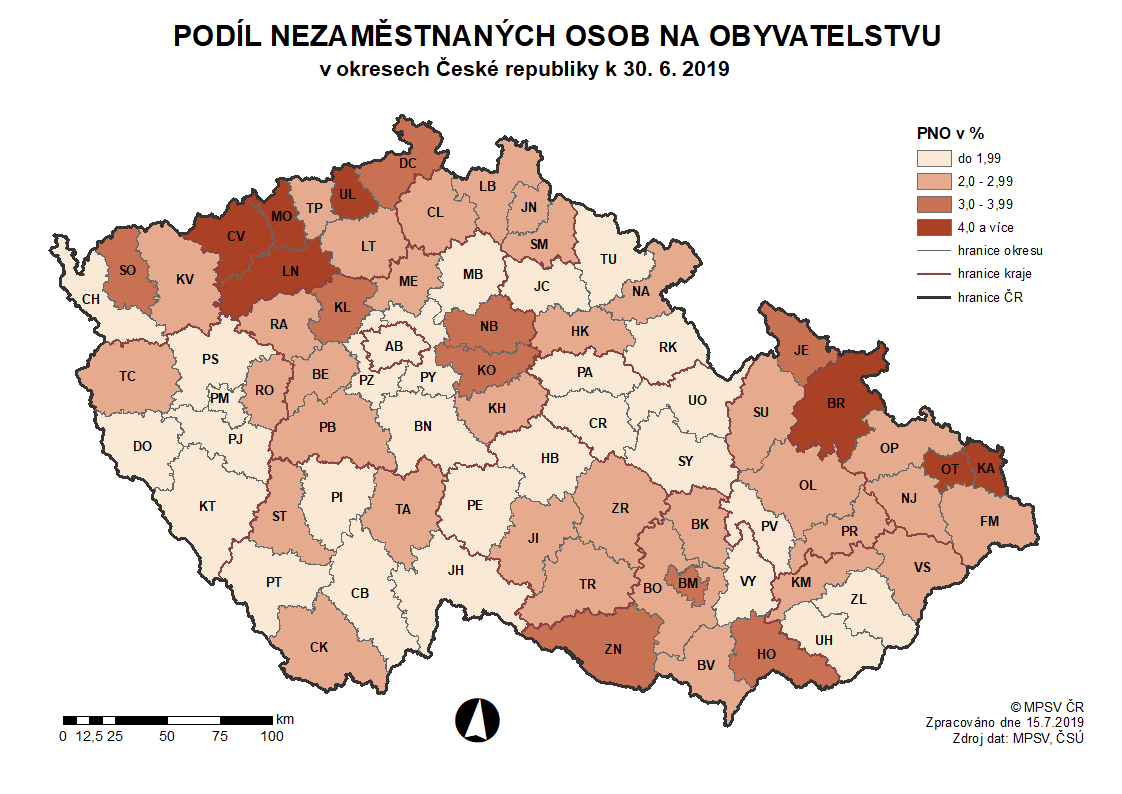 PODÍL NEZAMĚSTNANÝCH OSOB NA OBYVATELSTVU
v okresech České republiky k 30. 6. 2019
PNO v %
do 1,99
2,0 - 2,99
3,0 - 3,99
4,0 a více
hranice okresu
hranice kraje
hranice ČR
DC
LB
UL
JN
TP
MO
CL
CV
LT
SM
TU
SO
LN
MB
KV
ME
JC
NA
CH
KL
RA
NB
HK
AB
RK
JE
PS
KO
PA
TC
BE
PZ
PY
RO
PM
UO
BR
KH
SU
PB
BN
CR
PJ
DO
OP
HB
SY
OT
KA
OL
PI
NJ
KT
PE
ZR
TA
ST
BK
PV
FM
PR
JI
VS
JH
PT
TR
BO
BM
VY
KM
CB
ZL
UH
CK
ZN
HO
BV
km
0 12,5 25 50 75 100
© MPSV ČR
Zpracováno dne 15.7.2019
Zdroj dat: MPSV, ČSÚ